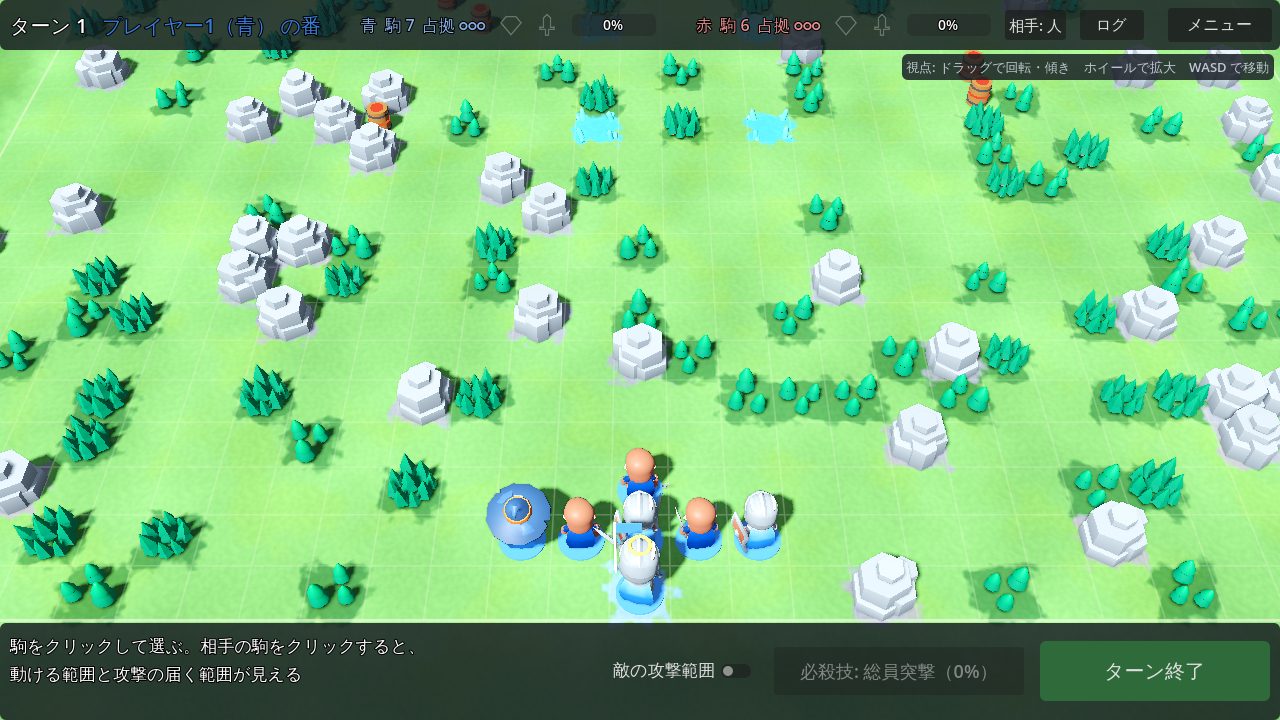 ターン 1 プレイヤー1（青）の番 青 駒 7 占拠 0% 赤 駒 6 占拠 0% 相手: 人 ログ メニュー
視点: ドラッグで回転・傾き ホイールで拡大 WASD で移動
駒をクリックして選ぶ。相手の駒をクリックすると、
動ける範囲と攻撃の届く範囲が見える
敵の攻撃範囲 必殺技: 総員突撃（0%） ターン終了